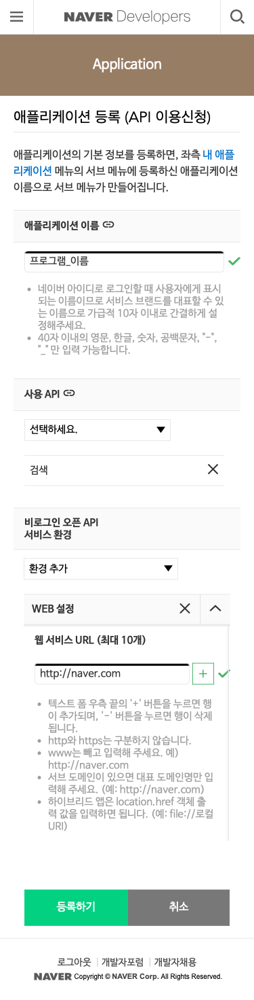 NAVER Developers
Application
애플리케이션 등록 (API 이용신청)
애플리케이션의 기본 정보를 등록하면, 좌측 내 애플
리케이션 메뉴의 서브 메뉴에 등록하신 애플리케이션
이름으로 서브 메뉴가 만들어집니다.
애플리케이션 이름
프로그램_이름
• 네이버 아이디로 로그인할 때 사용자에게 표시
되는 이름이므로 서비스 브랜드를 대표할 수 있
는 이름으로 가급적 10자 이내로 간결하게 설
정해주세요.
• 40자 이내의 영문, 한글, 숫자, 공백문자, "-",
"_" 만 입력 가능합니다.
사용 API
선택하세요.
검색
비로그인 오픈 API
서비스 환경
환경 추가
WEB 설정
웹 서비스 URL (최대 10개)
http://naver.com
• 텍스트 폼 우측 끝의 '+' 버튼을 누르면 행
이 추가되며, '-' 버튼을 누르면 행이 삭제
됩니다.
• http와 https는 구분하지 않습니다.
• www는 빼고 입력해 주세요. 예)
http://naver.com
• 서브 도메인이 있으면 대표 도메인명만 입
력해 주세요. (예: http://naver.com)
• 하이브리드 앱은 location.href 객체 출
력 값을 입력하면 됩니다. (예: file://로컬
URI)
등록하기 취소
로그아웃 | 개발자포럼 | 개발자채용
NAVER Copyright © NAVER Corp. All Rights Reserved.